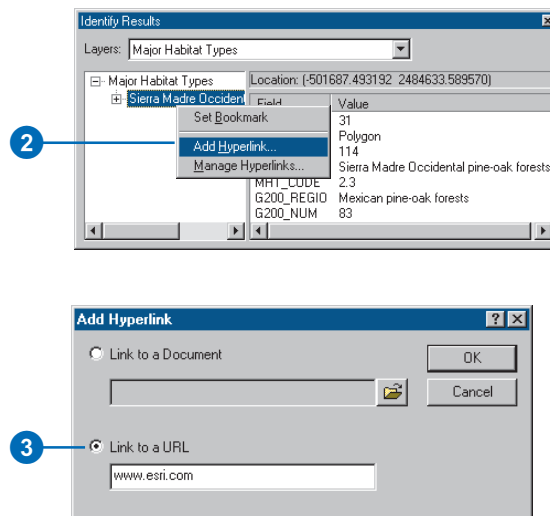 Identify Results
Layers: Major Habitat Types
Major Habitat Types
Location: (-501687.493192 2484633.589570)
Sierra Madre Occident
Field Value
Set Bookmark
31
Polygon
Add Hyperlink...
114
2
Manage Hyperlinks...
Sierra Madre Occidental pine-oak forests
MHT_CODE 2.3
G200_REGIO Mexican pine-oak forests
G200_NUM 83
Add Hyperlink
Link to a Document
OK
Cancel
3
Link to a URL
www.esri.com